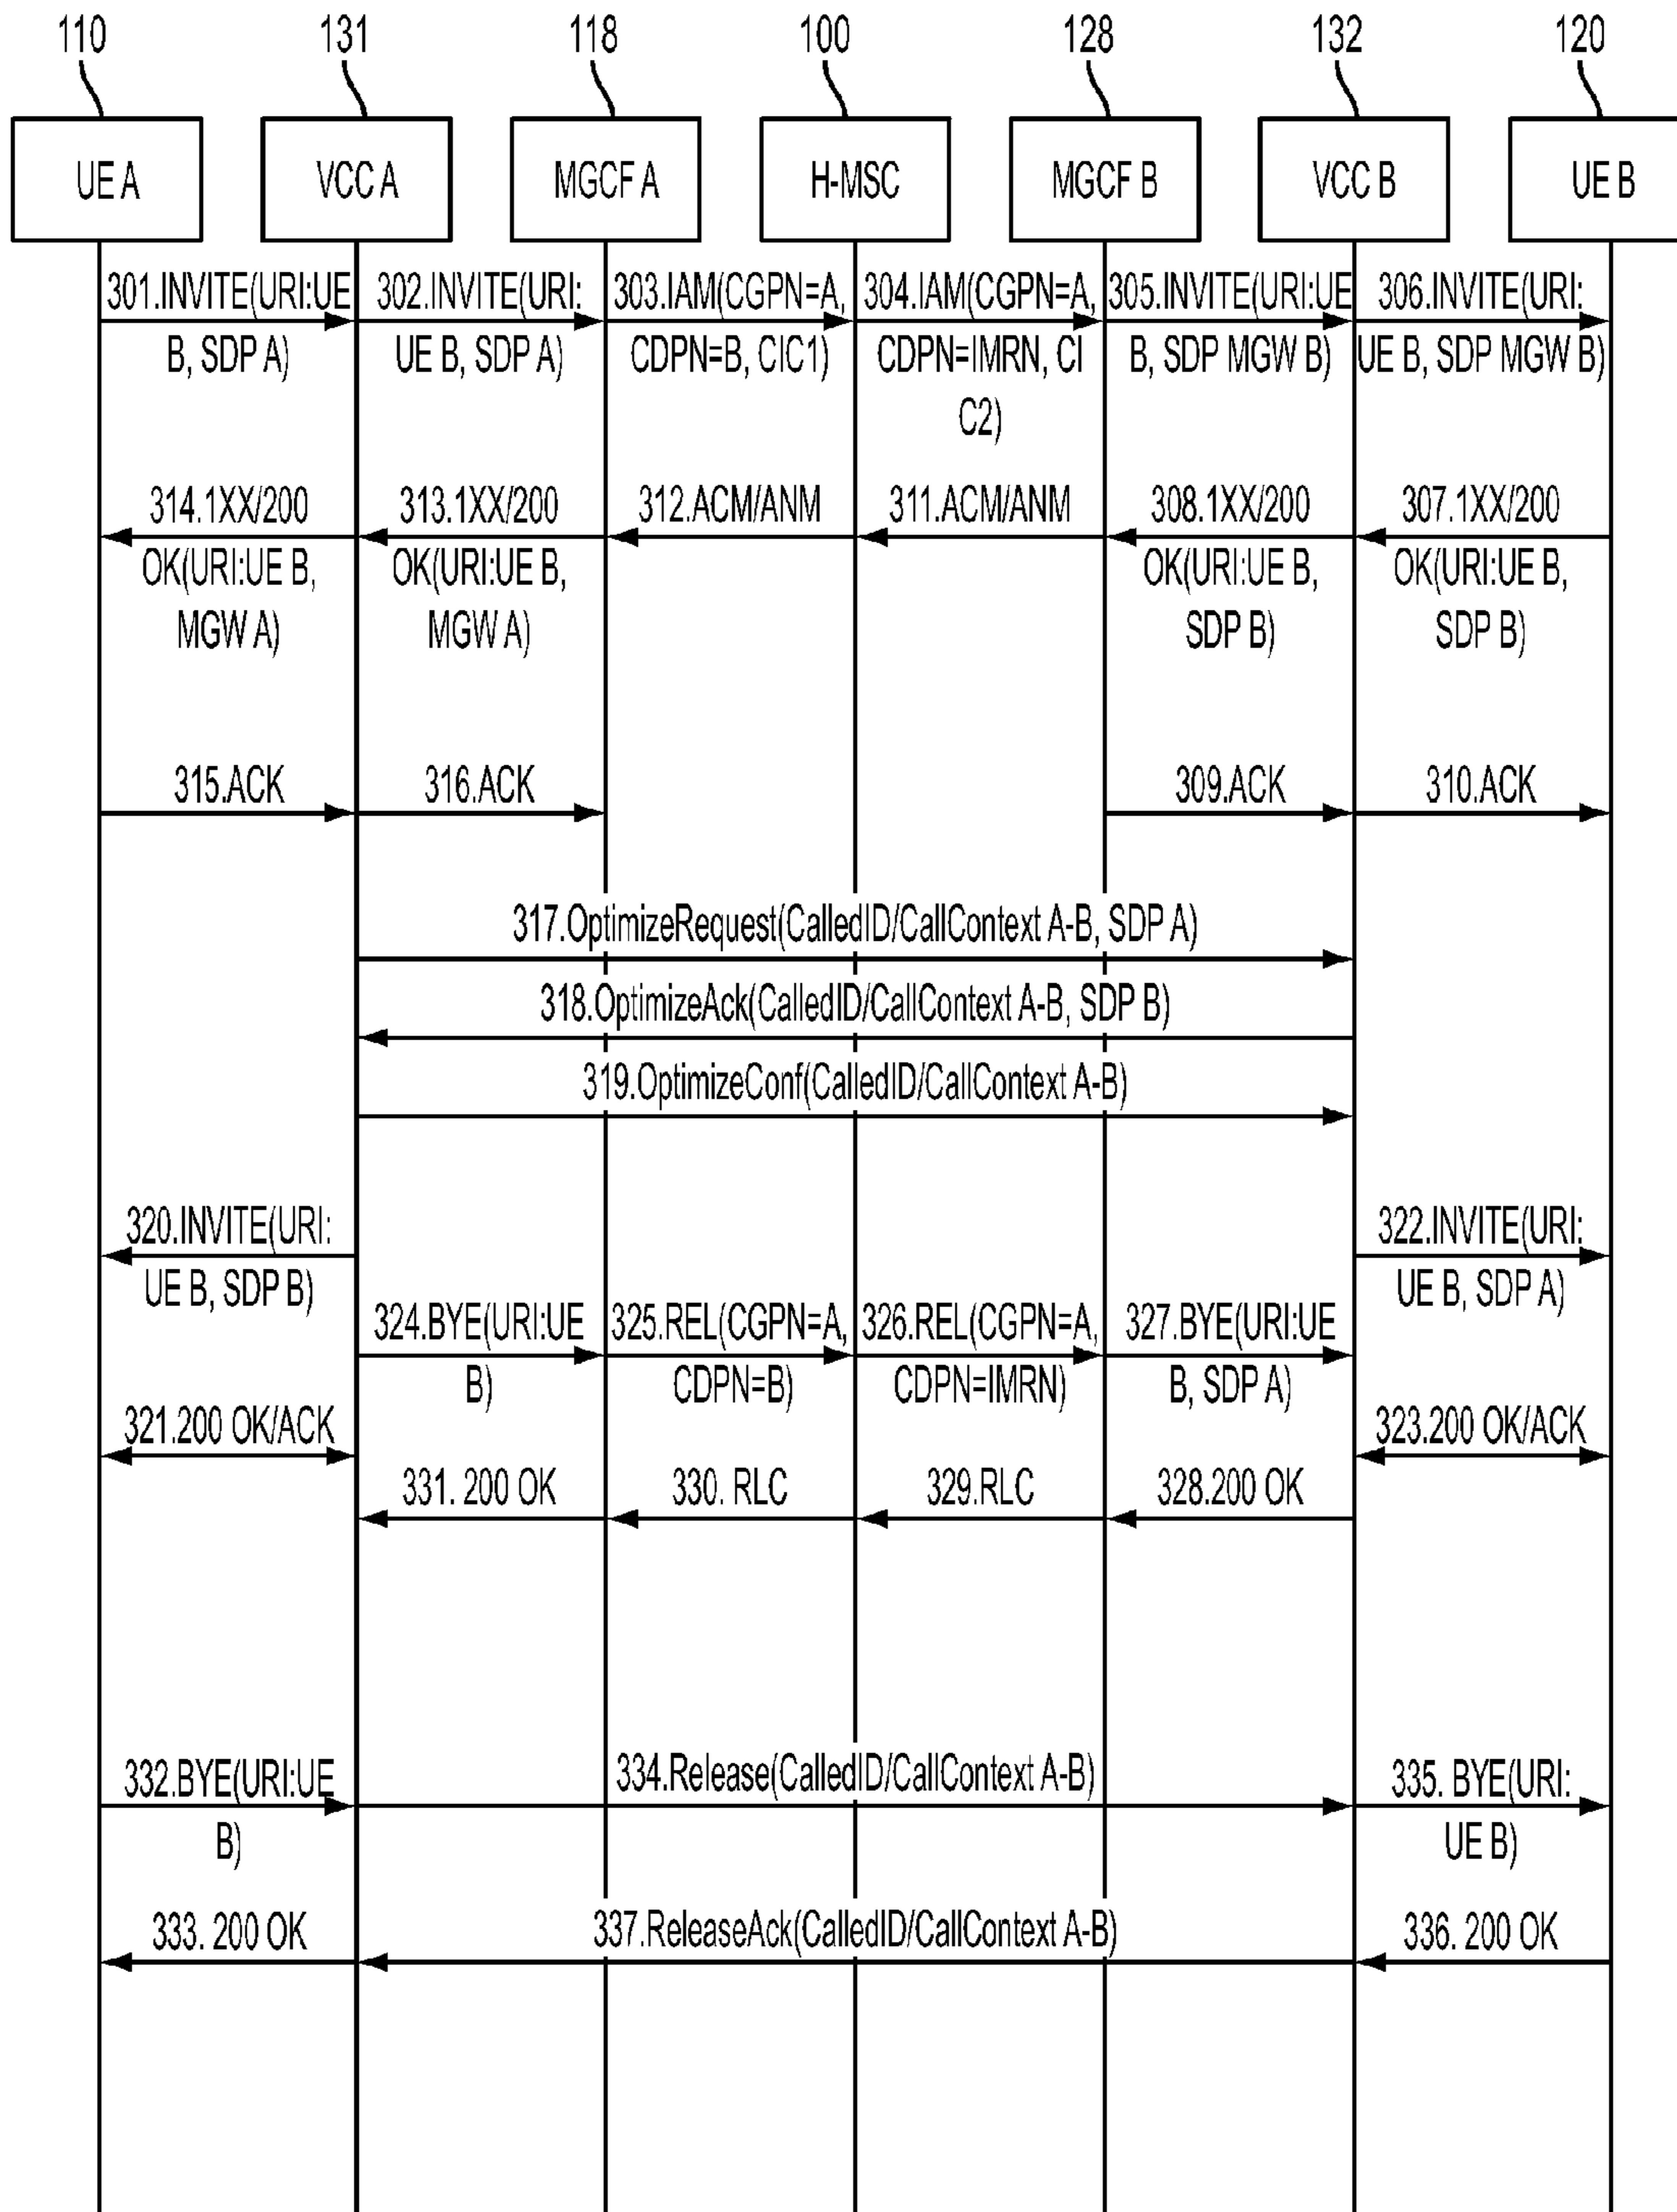 110 131 118 100 128 132 120
UE A VCC A MGCF A H-MSC MGCF B VCC B UE B
301.INVITE(URI:UE
B, SDP A)
302.INVITE(URI:
UE B, SDP A)
303.IAM(CGPN=A,
CDPN=B, CIC1)
304.IAM(CGPN=A,
CDPN=IMRN, CI
C2)
305.INVITE(URI:UE
B, SDP MGW B)
306.INVITE(URI:
UE B, SDP MGW B)
314.1XX/200
OK(URI:UE B,
MGW A)
313.1XX/200
OK(URI:UE B,
MGW A)
312.ACM/ANM
311.ACM/ANM
308.1XX/200
OK(URI:UE B,
SDP B)
307.1XX/200
OK(URI:UE B,
SDP B)
315.ACK
316.ACK
309.ACK
310.ACK
317.OptimizeRequest(CalledID/CallContext A-B, SDP A)
318.OptimizeAck(CalledID/CallContext A-B, SDP B)
319.OptimizeConf(CalledID/CallContext A-B)
320.INVITE(URI:
UE B, SDP B)
322.INVITE(URI:
UE B, SDP A)
324.BYE(URI:UE
B)
325.REL(CGPN=A,
CDPN=B)
326.REL(CGPN=A,
CDPN=IMRN)
327.BYE(URI:UE
B, SDP A)
321.200 OK/ACK
323.200 OK/ACK
331. 200 OK
330. RLC
329.RLC
328.200 OK
332.BYE(URI:UE
B)
334.Release(CalledID/CallContext A-B)
335. BYE(URI:
UE B)
333. 200 OK
337.ReleaseAck(CalledID/CallContext A-B)
336. 200 OK